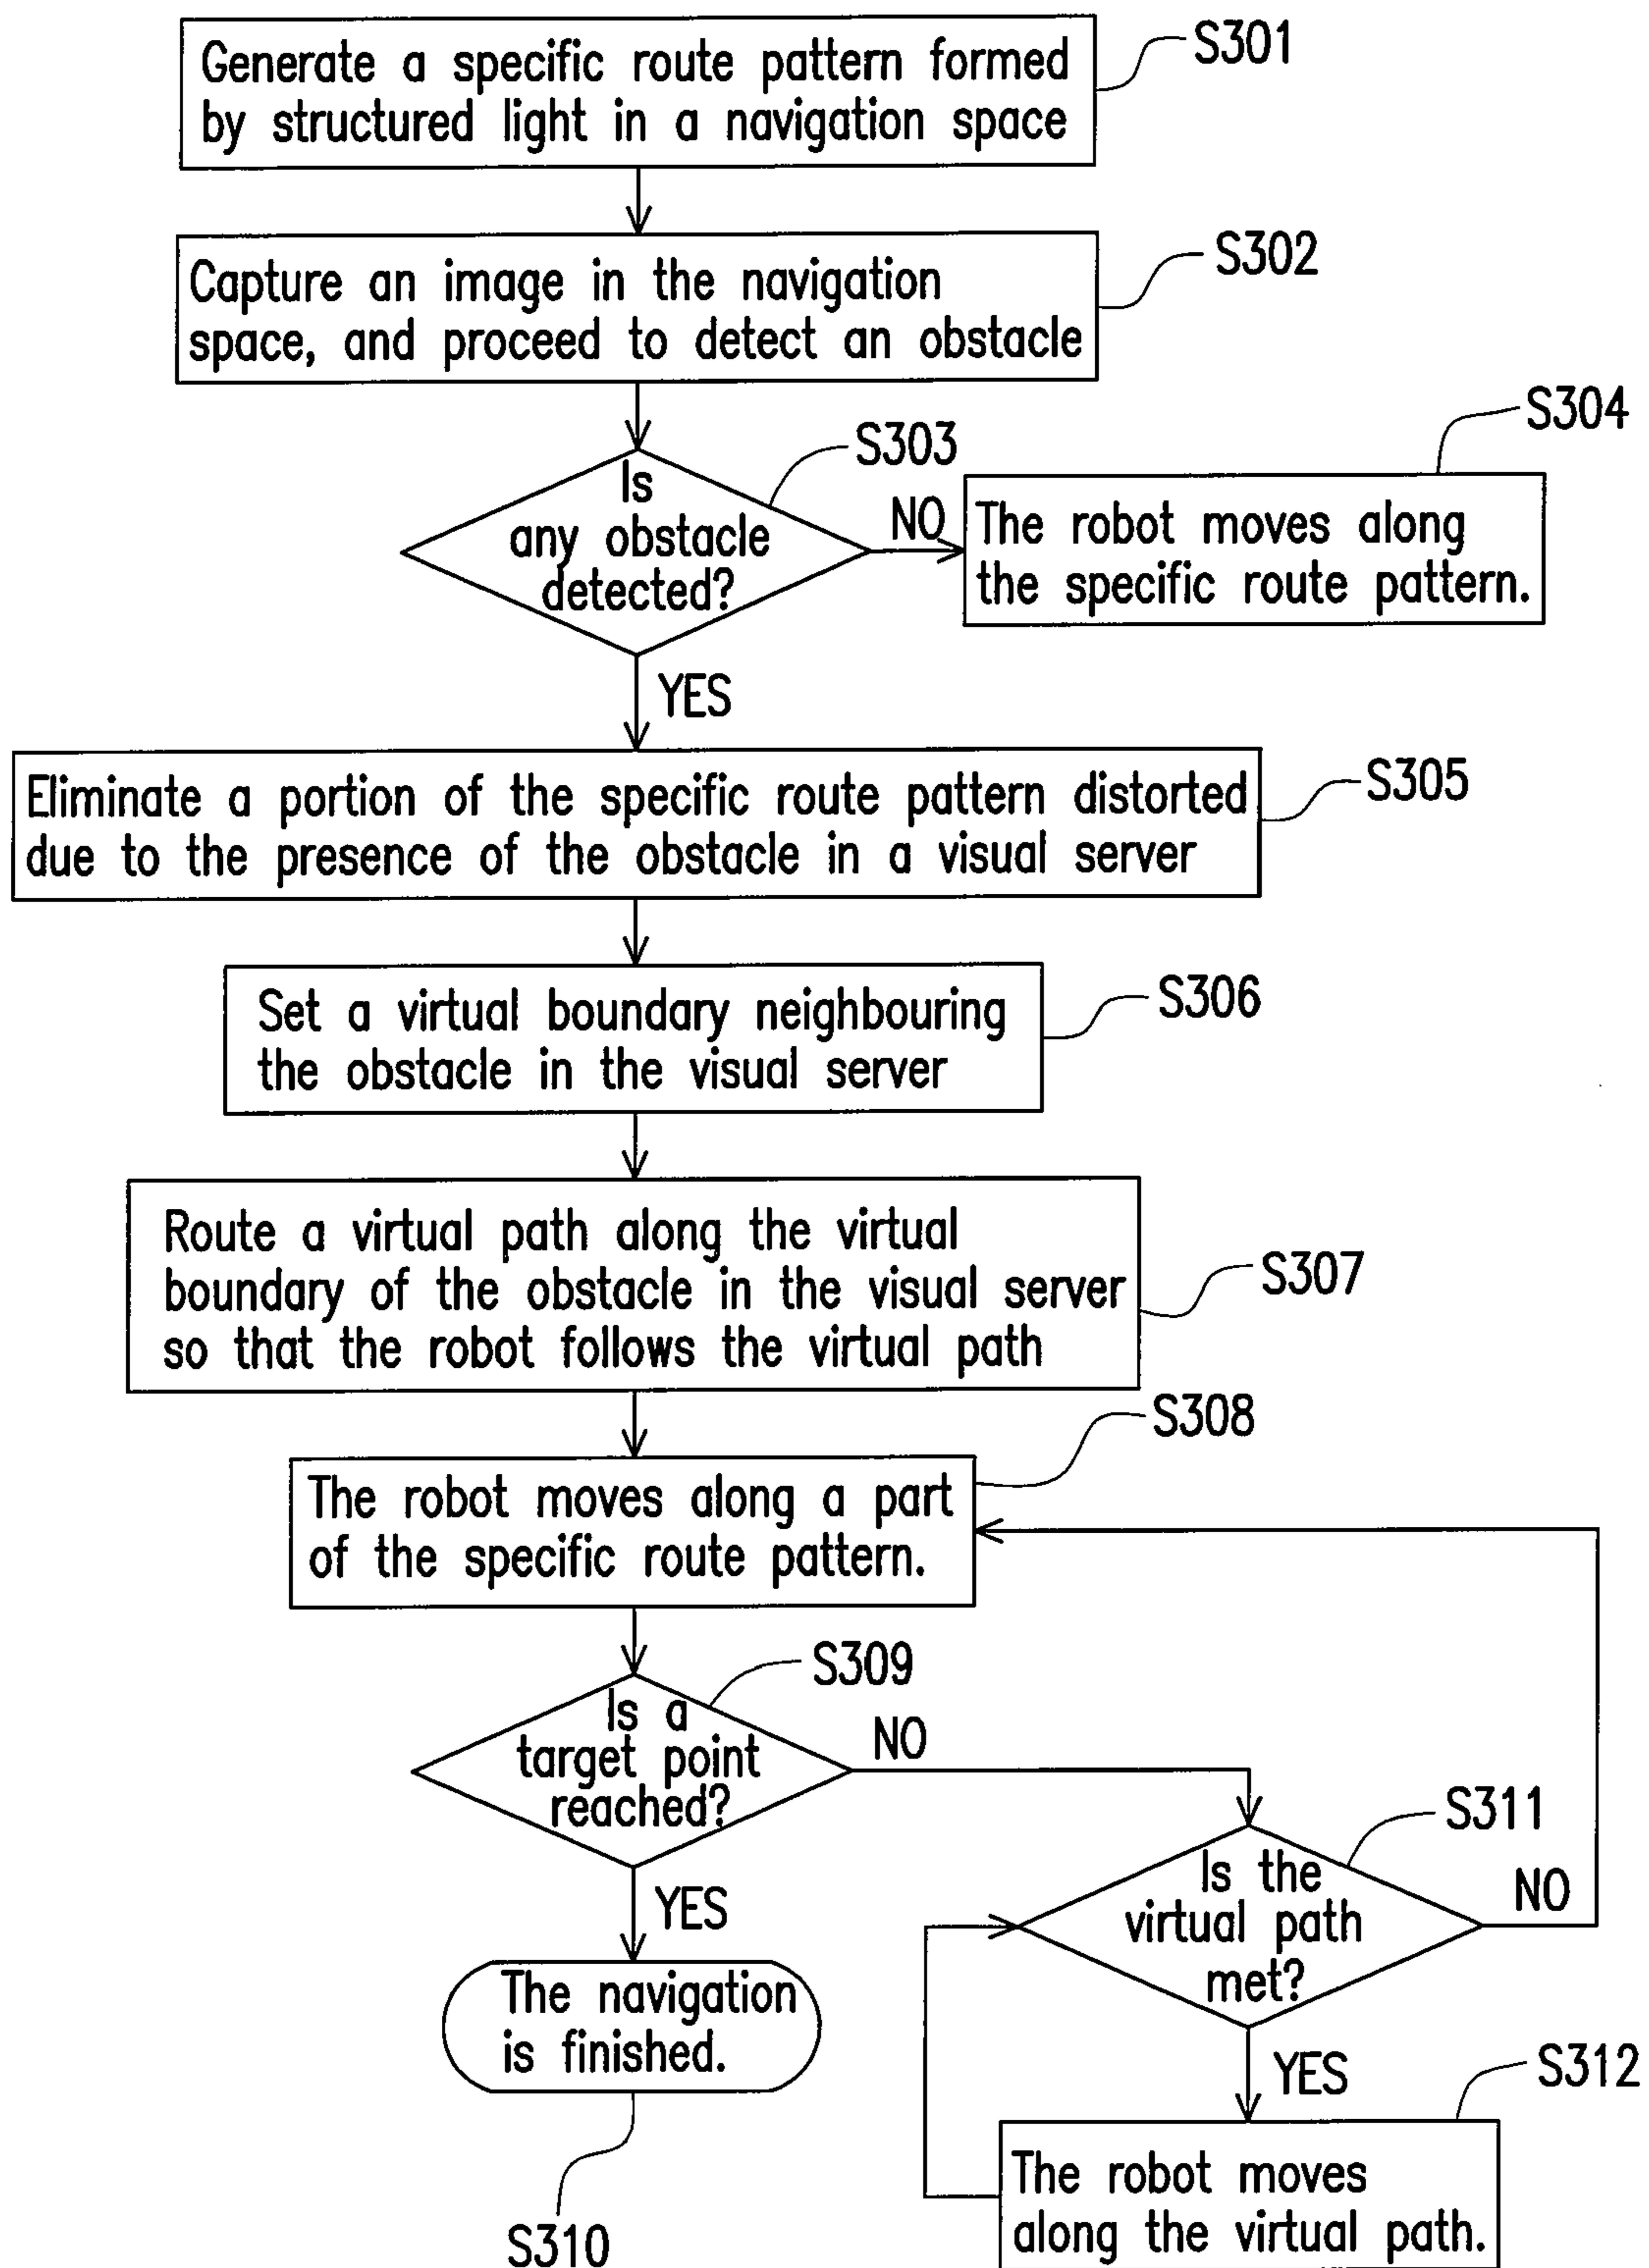 Generate a specific route pattern formed
by structured light in a navigation space
S301
Capture an image in the navigation
space, and proceed to detect an obstacle
S302
Is
any obstacle
detected?
S303
NO
The robot moves along
the specific route pattern.
S304
YES
Eliminate a portion of the specific route pattern distorted
due to the presence of the obstacle in a visual server
S305
Set a virtual boundary neighbouring
the obstacle in the visual server
S306
Route a virtual path along the virtual
boundary of the obstacle in the visual server
so that the robot follows the virtual path
S307
The robot moves along a part
of the specific route pattern.
S308
Is a
target point
reached?
S309
NO
YES
The navigation
is finished.
S310
Is the
virtual path
met?
S311
NO
YES
The robot moves
along the virtual path.
S312